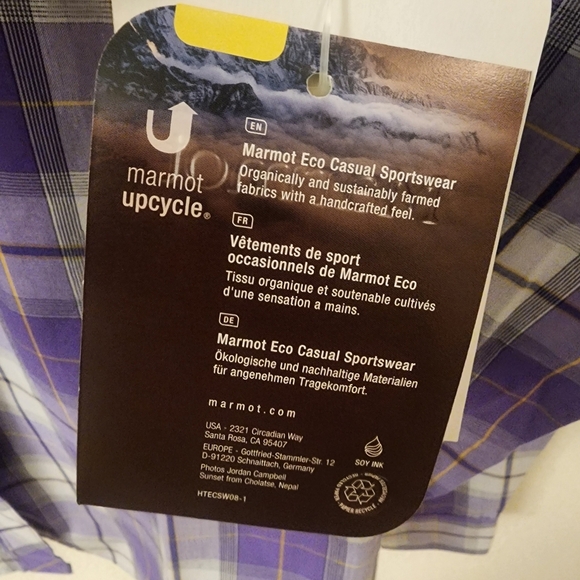 marmot
upcycle®
EN
Marmot Eco Casual Sportswear
Organically and sustainably farmed
fabrics with a handcrafted feel.
FR
Vêtements de sport
occasionnels de Marmot Eco
Tissu organique et soutenable cultivés
d'une sensation a mains.
DE
Marmot Eco Casual Sportswear
Ökologische und nachhaltige Materialien
für angenehmen Tragekomfort.
marmot.com
USA - 2321 Circadian Way
Santa Rosa, CA 95407
EUROPE - Gottfried-Stammler-Str. 12
D-91220 Schnaittach, Germany
Photos Jordan Campbell
Sunset from Cholatse, Nepal
HTECSW08-1
SOY INK